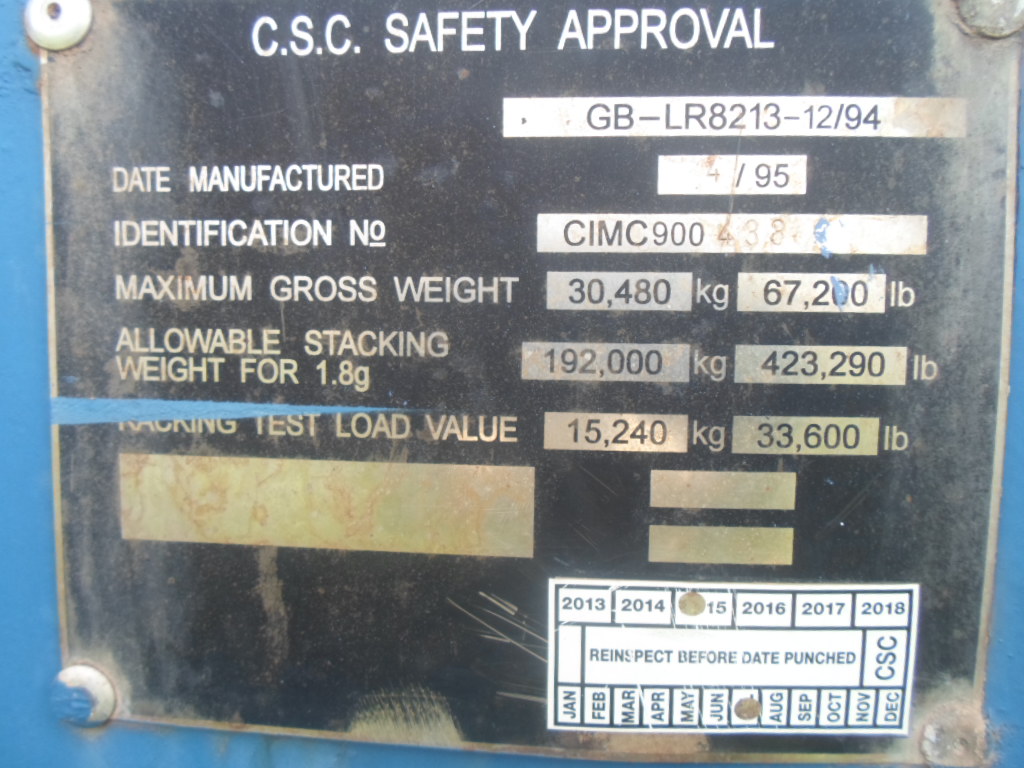 C.S.C. SAFETY APPROVAL
GB-LR8213-12/94
DATE MANUFACTURED 4 / 95
IDENTIFICATION No CIMC900
MAXIMUM GROSS WEIGHT 30,480 kg 67,200 lb
ALLOWABLE STACKING
WEIGHT FOR 1.8g 192,000 kg 423,290 lb
RACKING TEST LOAD VALUE 15,240 kg 33,600 lb
2013 2014 15 2016 2017 2018
REINSPECT BEFORE DATE PUNCHED CSC
JAN FEB MAR APR MAY JUN AUG SEP OCT NOV DEC